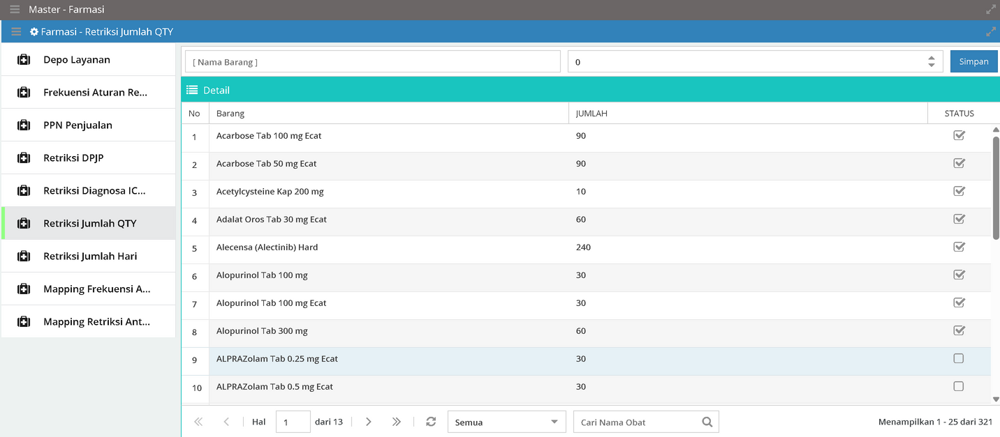 Master - Farmasi
Farmasi - Retriksi Jumlah QTY
Depo Layanan
Frekuensi Aturan Re...
PPN Penjualan
Retriksi DPJP
Retriksi Diagnosa IC...
Retriksi Jumlah QTY
Retriksi Jumlah Hari
Mapping Frekuensi A...
Mapping Retriksi Ant...
[ Nama Barang ] 0 Simpan
Detail
No Barang JUMLAH STATUS
1 Acarbose Tab 100 mg Ecat 90
2 Acarbose Tab 50 mg Ecat 90
3 Acetylcysteine Kap 200 mg 10
4 Adalat Oros Tab 30 mg Ecat 60
5 Alecensa (Alectinib) Hard 240
6 Alopurinol Tab 100 mg 30
7 Alopurinol Tab 100 mg Ecat 30
8 Alopurinol Tab 300 mg 60
9 ALPRAZolam Tab 0.25 mg Ecat 30
10 ALPRAZolam Tab 0.5 mg Ecat 30
Hal 1 dari 13 Semua Cari Nama Obat Menampilkan 1 - 25 dari 321